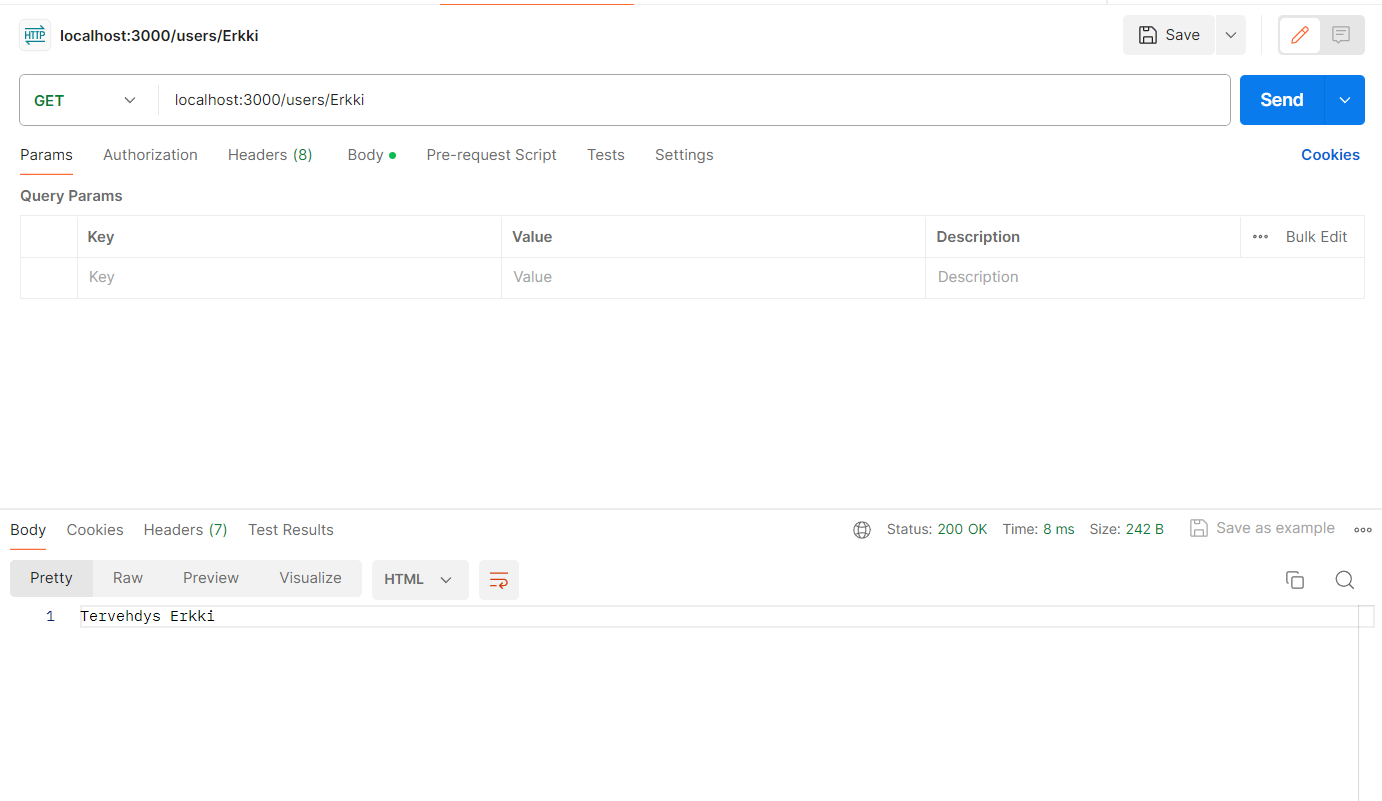 HTTP localhost:3000/users/Erkki Save
GET localhost:3000/users/Erkki Send
Params Authorization Headers (8) Body Pre-request Script Tests Settings Cookies
Query Params
Key Value Description Bulk Edit
Key Value Description
Body Cookies Headers (7) Test Results Status: 200 OK Time: 8 ms Size: 242 B Save as example
Pretty Raw Preview Visualize HTML
1 Tervehdys Erkki